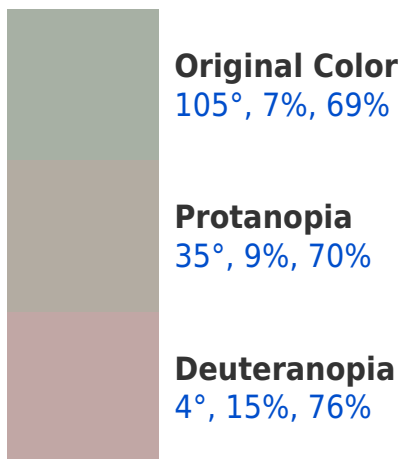 Original Color
105°, 7%, 69%
Protanopia
35°, 9%, 70%
Deuteranopia
4°, 15%, 76%